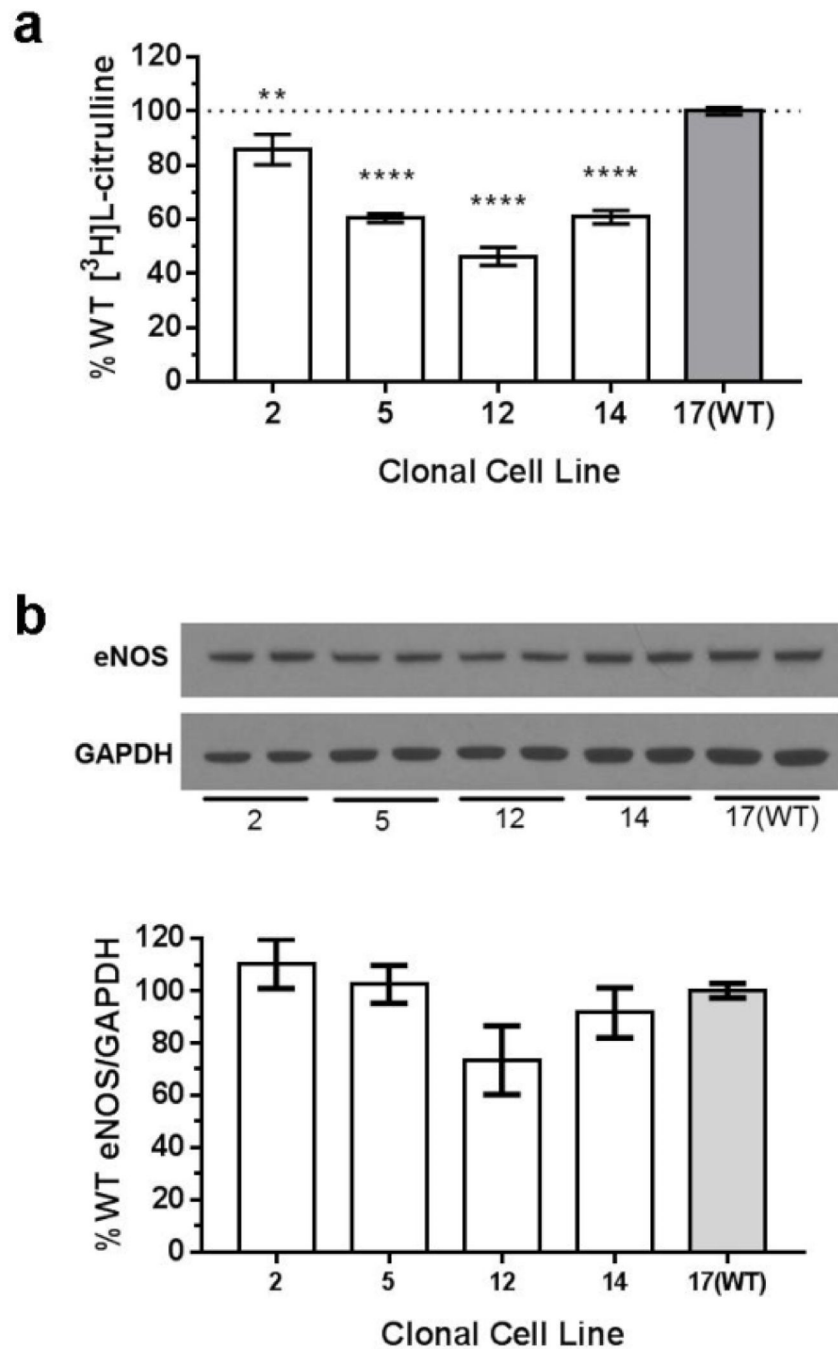 a
% WT [³H]L-citrulline
120
100
80
60
40
20
0
**
****
****
****
2 5 12 14 17(WT)
Clonal Cell Line
b
eNOS
GAPDH
2 5 12 14 17(WT)
% WT eNOS/GAPDH
120
100
80
60
40
20
0
2 5 12 14 17(WT)
Clonal Cell Line